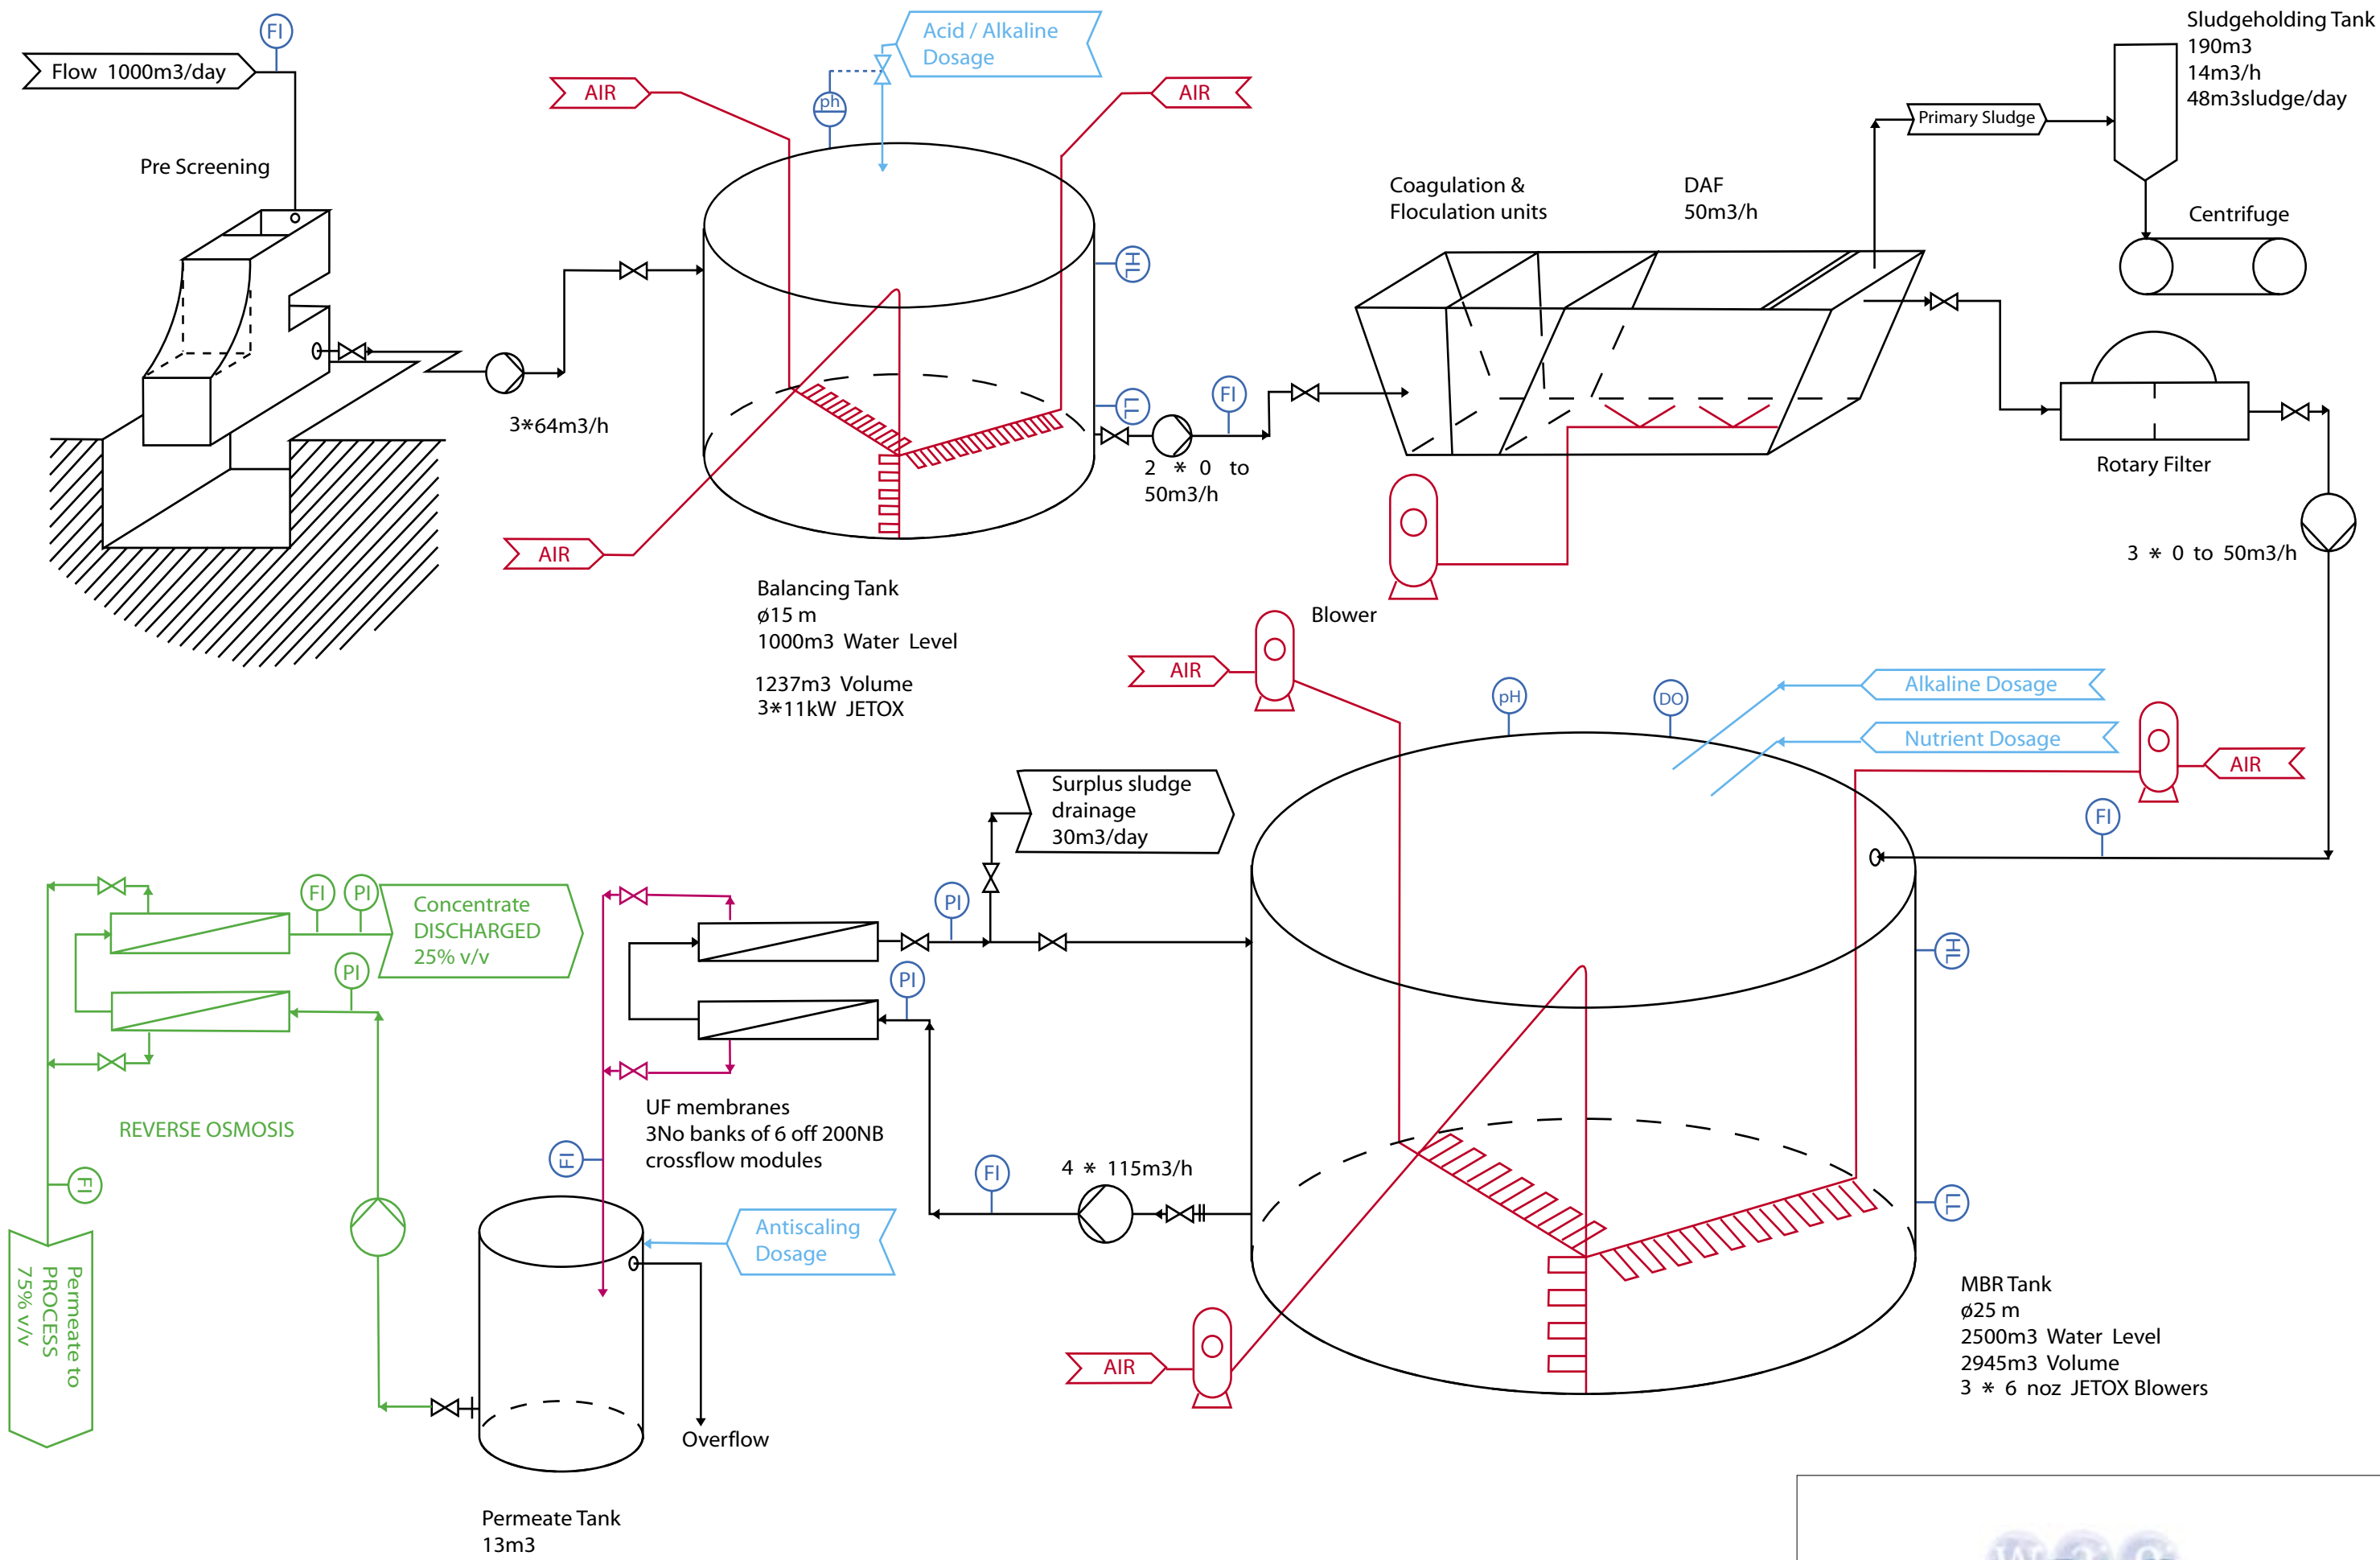 FI
Flow 1000m3/day
Pre Screening
3*64m3/h
AIR
ph
Acid / Alkaline
Dosage
AIR
HL
LL
AIR
Balancing Tank
ø15 m
1000m3 Water Level
1237m3 Volume
3*11kW JETOX
2 * 0 to
50m3/h
FI
Coagulation &
Floculation units
DAF
50m3/h
Primary Sludge
Sludgeholding Tank
190m3
14m3/h
48m3sludge/day
Centrifuge
Rotary Filter
3 * 0 to 50m3/h
Blower
AIR
pH
DO
Alkaline Dosage
Nutrient Dosage
AIR
FI
HL
LL
AIR
MBR Tank
ø25 m
2500m3 Water Level
2945m3 Volume
3 * 6 noz JETOX Blowers
Surplus sludge
drainage
30m3/day
PI
PI
FI
4 * 115m3/h
UF membranes
3No banks of 6 off 200NB
crossflow modules
FI
Antiscaling
Dosage
Overflow
Permeate Tank
13m3
FI
PI
Concentrate
DISCHARGED
25% v/v
PI
REVERSE OSMOSIS
FI
Permeate to
PROCESS
75% v/v